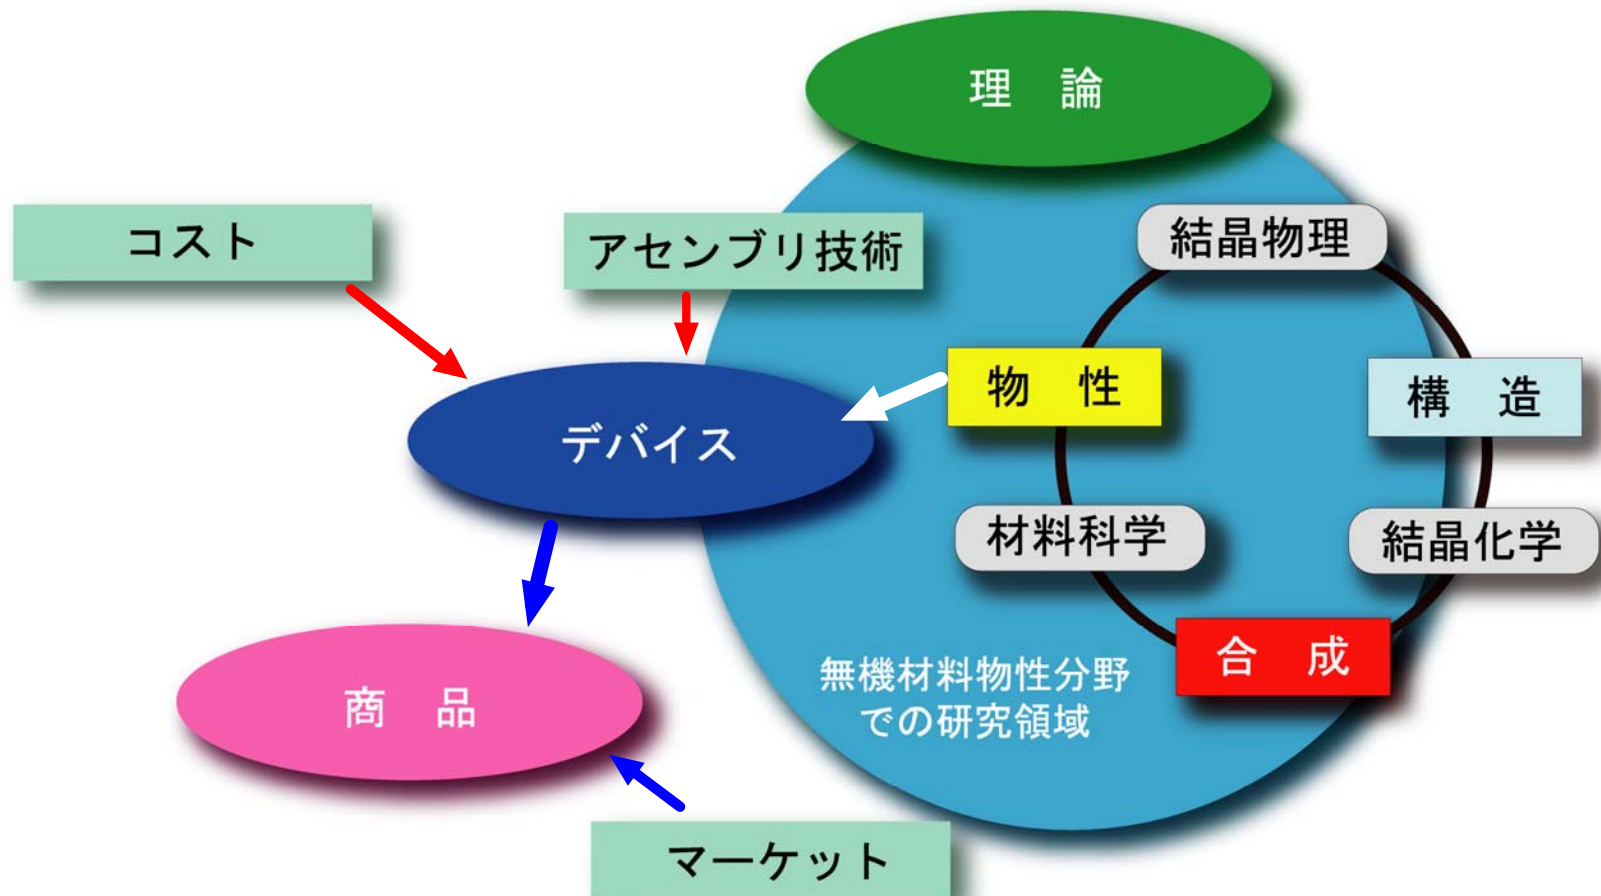 理　論
コスト
アセンブリ技術
結晶物理
物　性
構　造
デバイス
材料科学
結晶化学
合　成
無機材料物性分野
での研究領域
商　品
マーケット